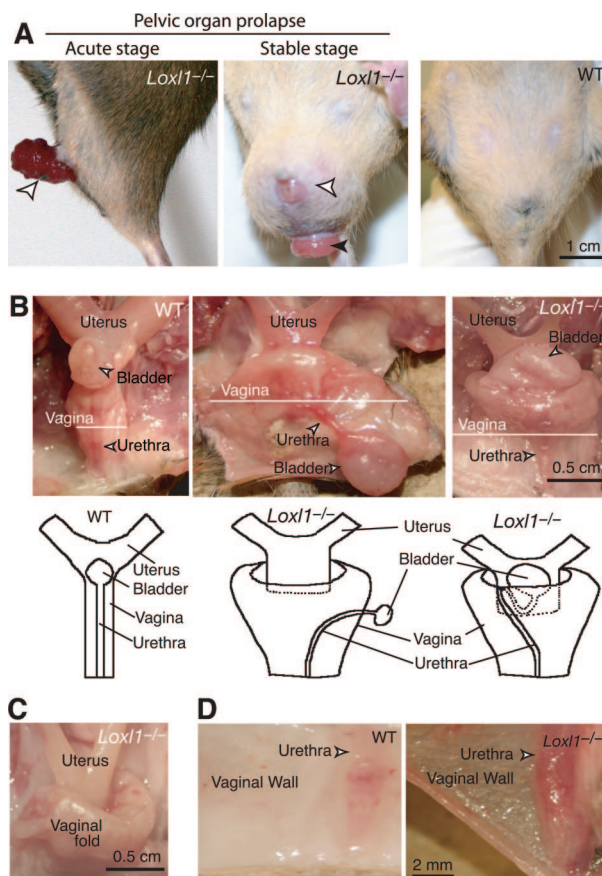 Pelvic organ prolapse
A
Acute stage
Stable stage
Loxl1–/–
Loxl1–/–
WT
1 cm
B
WT
Uterus
Bladder
Vagina
Urethra
Uterus
Vagina
Urethra
Bladder
Loxl1–/–
Uterus
Bladder
Vagina
Urethra
0.5 cm
WT
Uterus
Bladder
Vagina
Urethra
Loxl1–/–
Uterus
Bladder
Vagina
Urethra
Loxl1–/–
C
Loxl1–/–
Uterus
Vaginal
fold
0.5 cm
D
Urethra
WT
Vaginal Wall
Urethra
Loxl1–/–
Vaginal Wall
2 mm